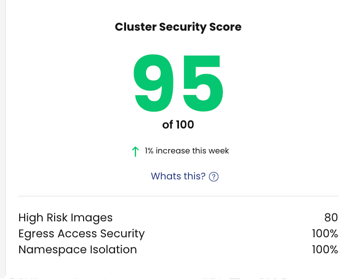 Cluster Security Score
95
of 100
↑ 1% increase this week
Whats this? ?
High Risk Images 80
Egress Access Security 100%
Namespace Isolation 100%